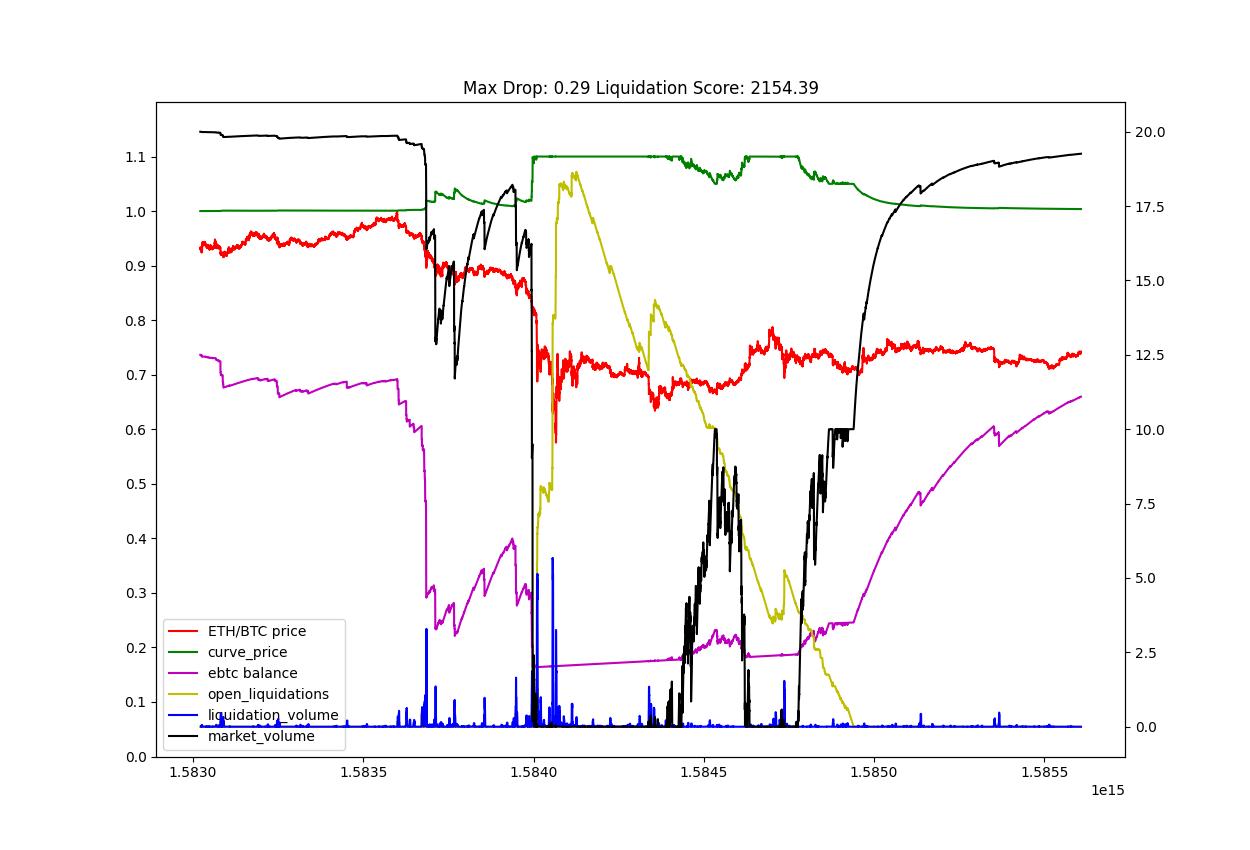 Max Drop: 0.29 Liquidation Score: 2154.39
1.1
1.0
0.9
0.8
0.7
0.6
0.5
0.4
0.3
0.2
0.1
0.0
20.0
17.5
15.0
12.5
10.0
7.5
5.0
2.5
0.0
ETH/BTC price
curve_price
ebtc balance
open_liquidations
liquidation_volume
market_volume
1.5830 1.5835 1.5840 1.5845 1.5850 1.5855
1e15